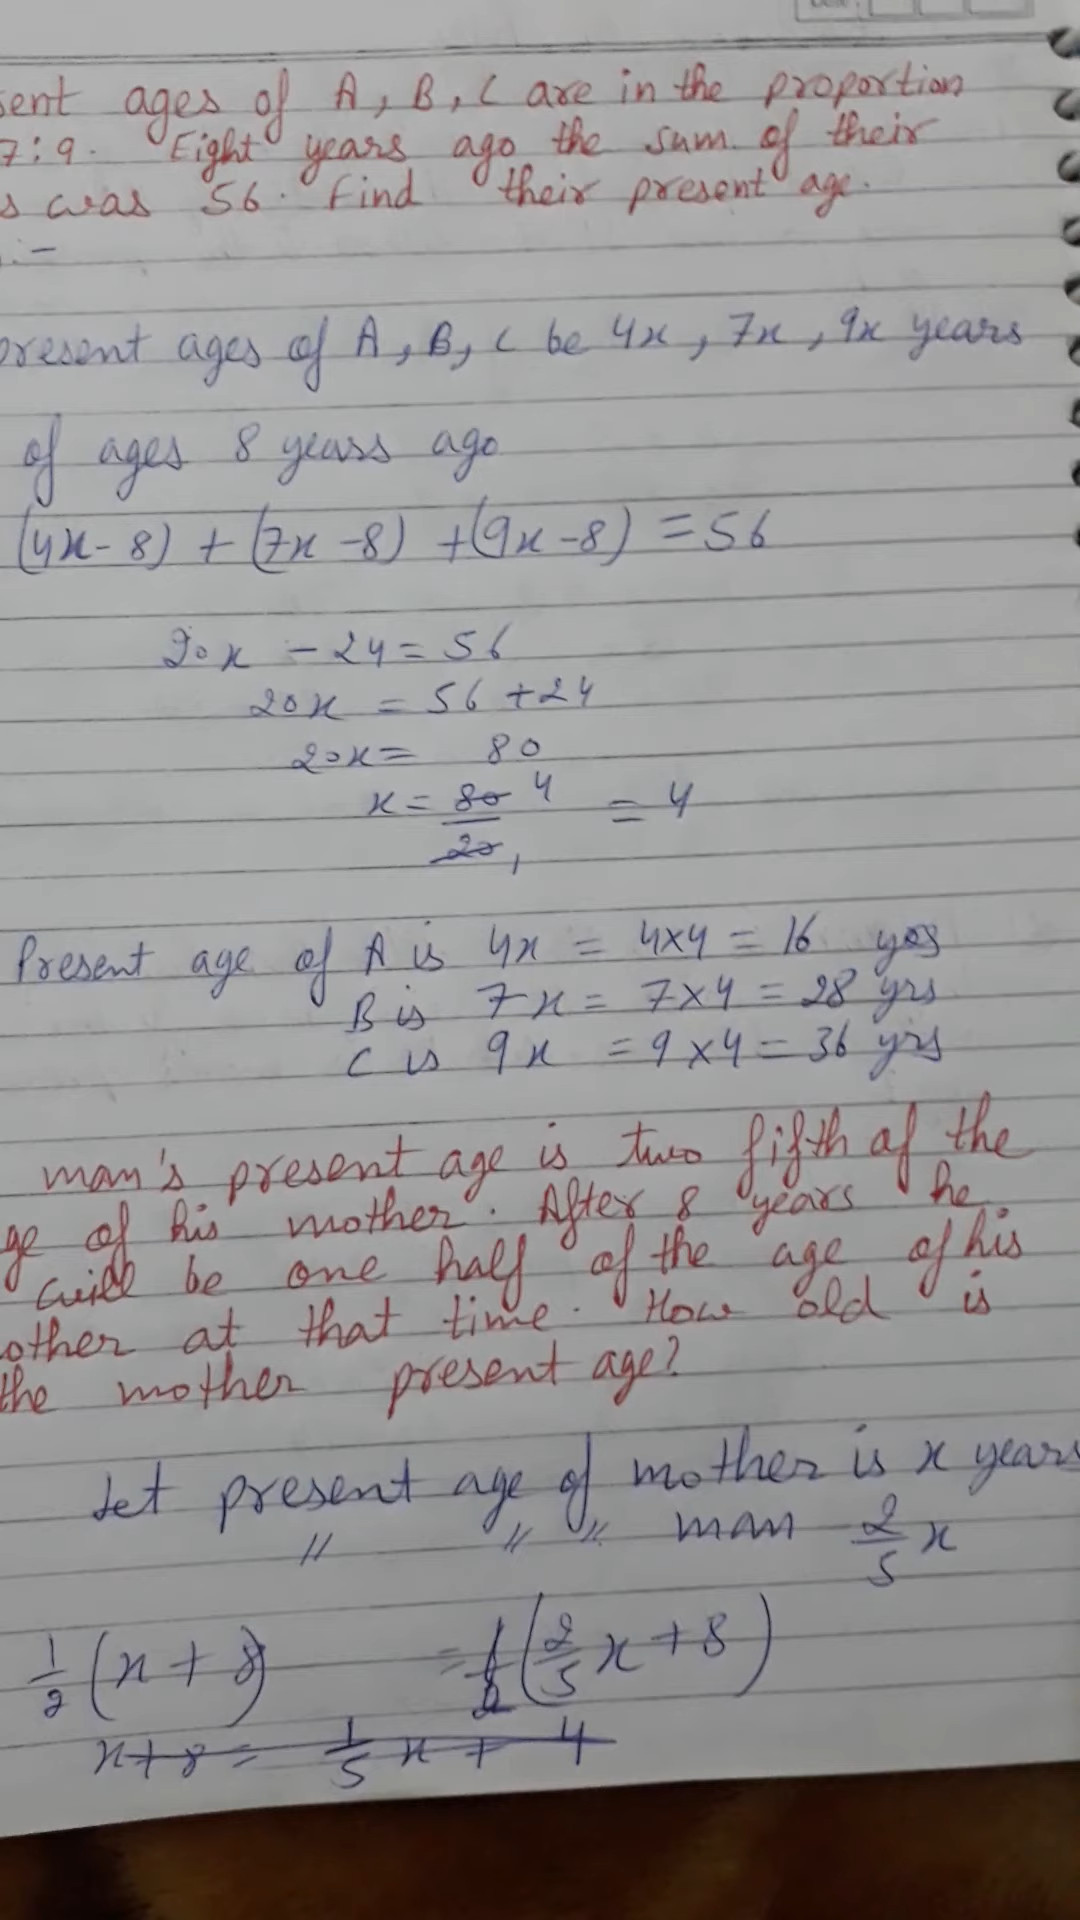 sent ages of A, B, C are in the proportion
7:9. Eight years ago the sum of their
s was 56. Find their present age.
:-
present ages of A, B, C be 4x, 7x, 9x years
of ages 8 years ago
(4x-8) + (7x-8) + (9x-8) = 56
20x - 24 = 56
20x = 56 + 24
20x = 80
x = 80 4 = 4
20 1
Present age of A is 4x = 4x4 = 16 yrs
B is 7x = 7x4 = 28 yrs
C is 9x = 9x4 = 36 yrs
man's present age is two fifth of the
ge of his mother. After 8 years he
will be one half of the age of his
other at that time. How old is
the mother present age?
Let present age of mother is x years
" " " man 2/5 x
1/2 (x + 8) = (2/5 x + 8)
x + 8 = 1/5 x + 4